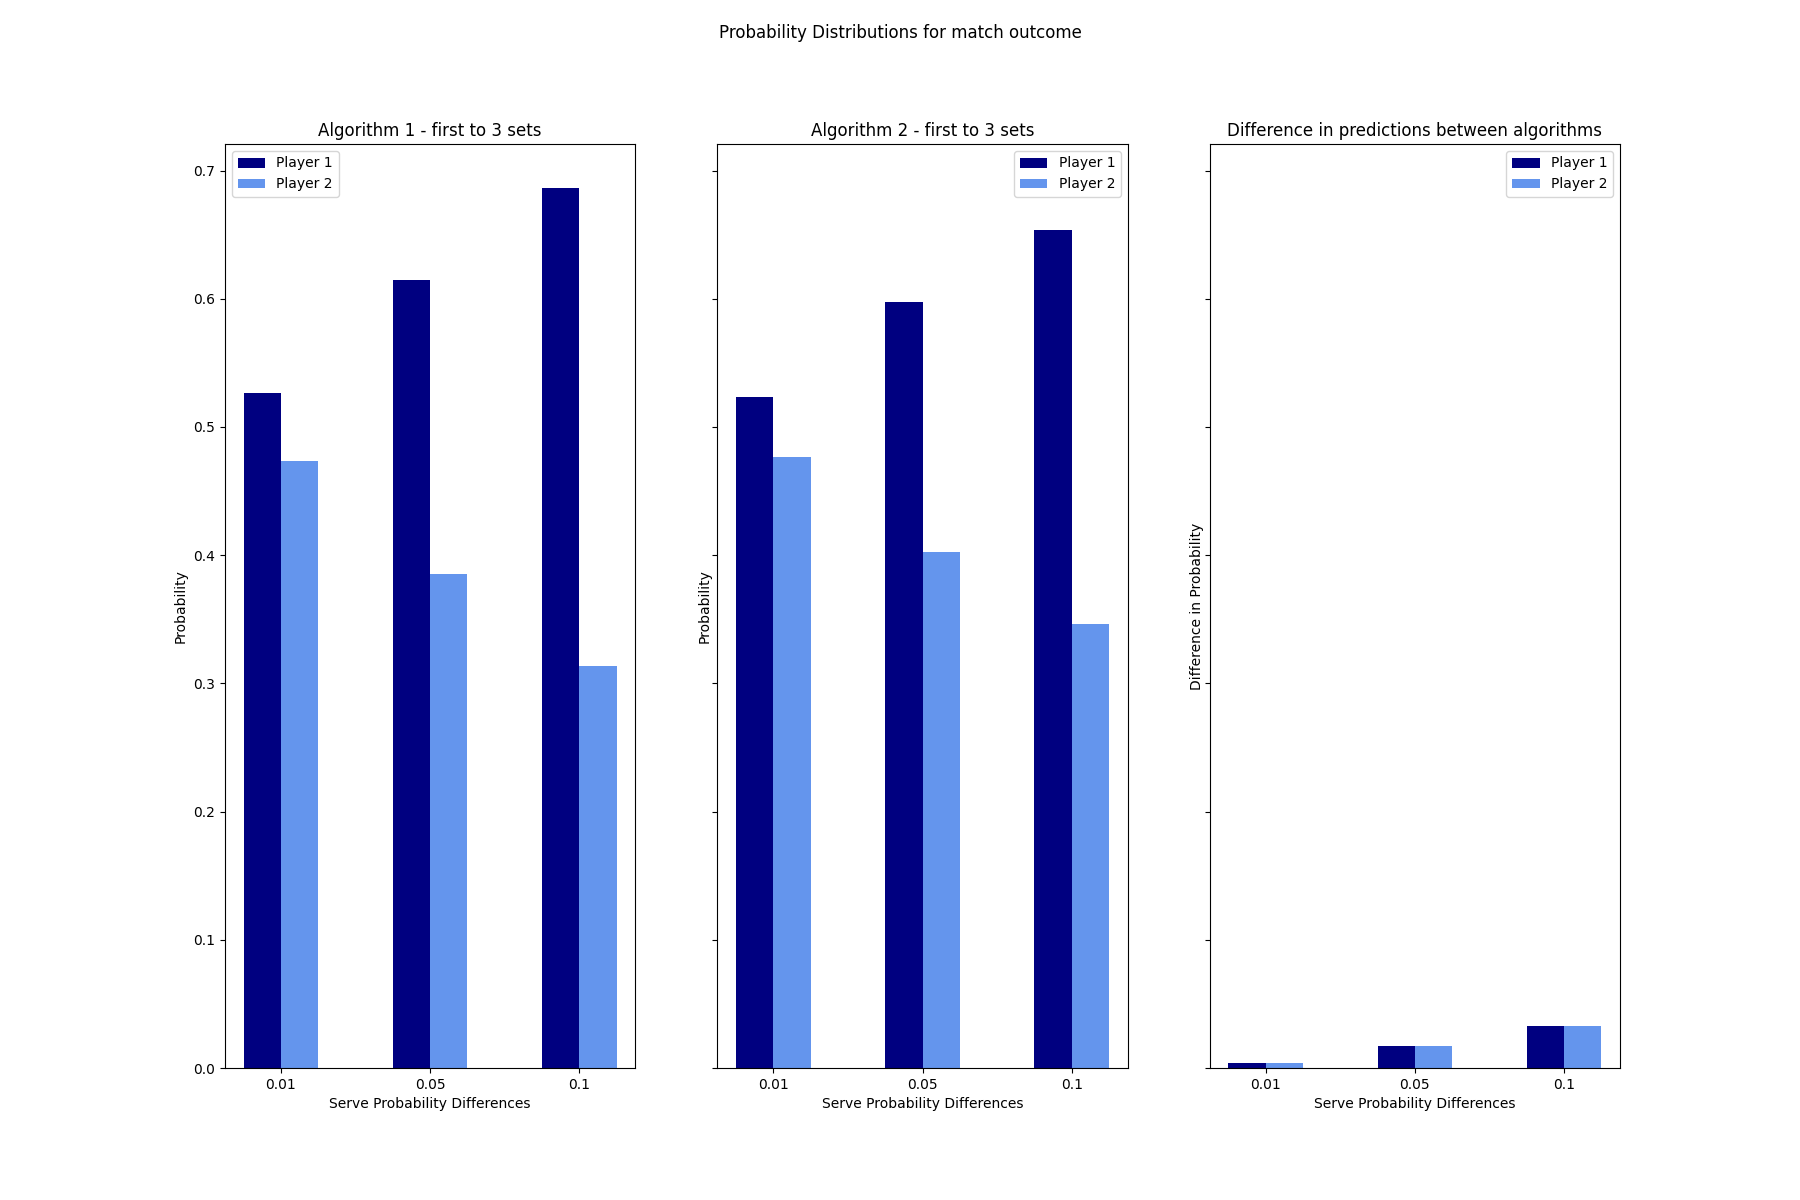 Probability Distributions for match outcome
Algorithm 1 - first to 3 sets
Player 1
Player 2
0.7
0.6
0.5
0.4
0.3
0.2
0.1
0.0
Probability
0.01 0.05 0.1
Serve Probability Differences
Algorithm 2 - first to 3 sets
Player 1
Player 2
Probability
0.01 0.05 0.1
Serve Probability Differences
Difference in predictions between algorithms
Player 1
Player 2
Difference in Probability
0.01 0.05 0.1
Serve Probability Differences